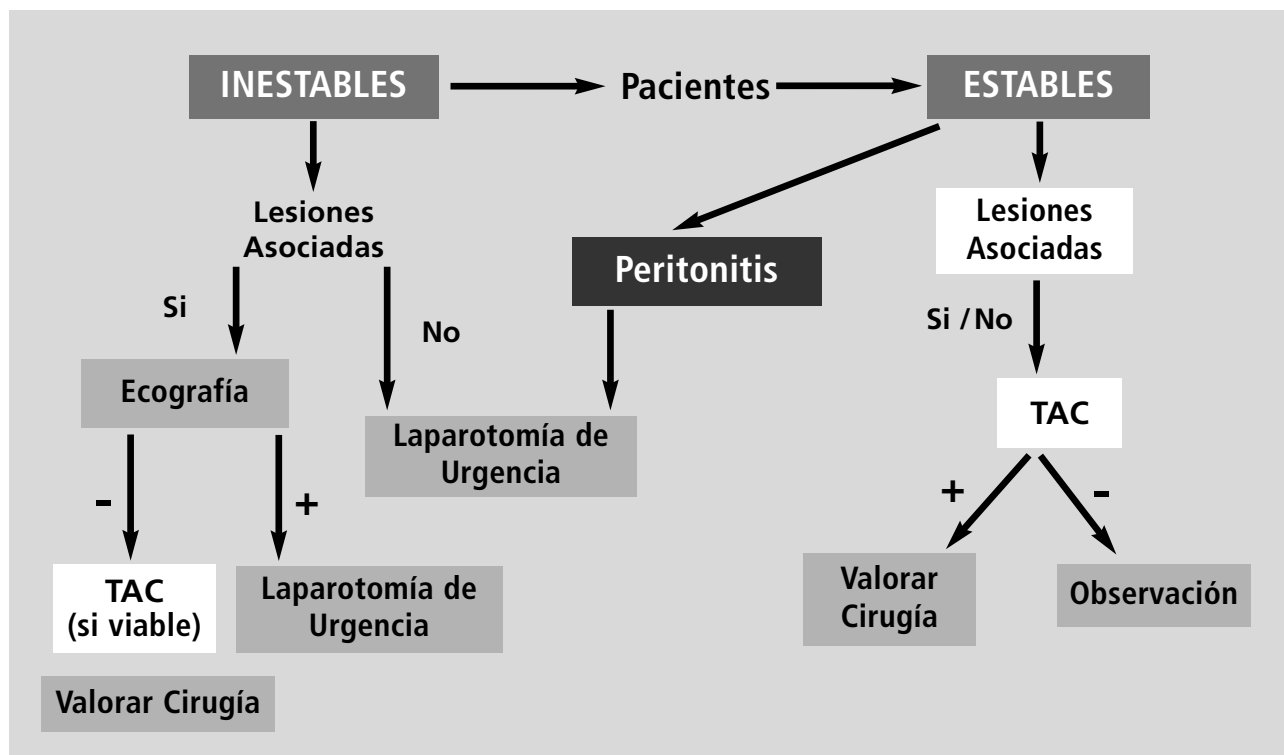 INESTABLES
Pacientes
ESTABLES
Lesiones
Asociadas
Lesiones
Asociadas
Peritonitis
Si
No
Si / No
Ecografía
TAC
Laparotomía de
Urgencia
-
+
+
-
TAC
(si viable)
Laparotomía de
Urgencia
Valorar
Cirugía
Observación
Valorar Cirugía